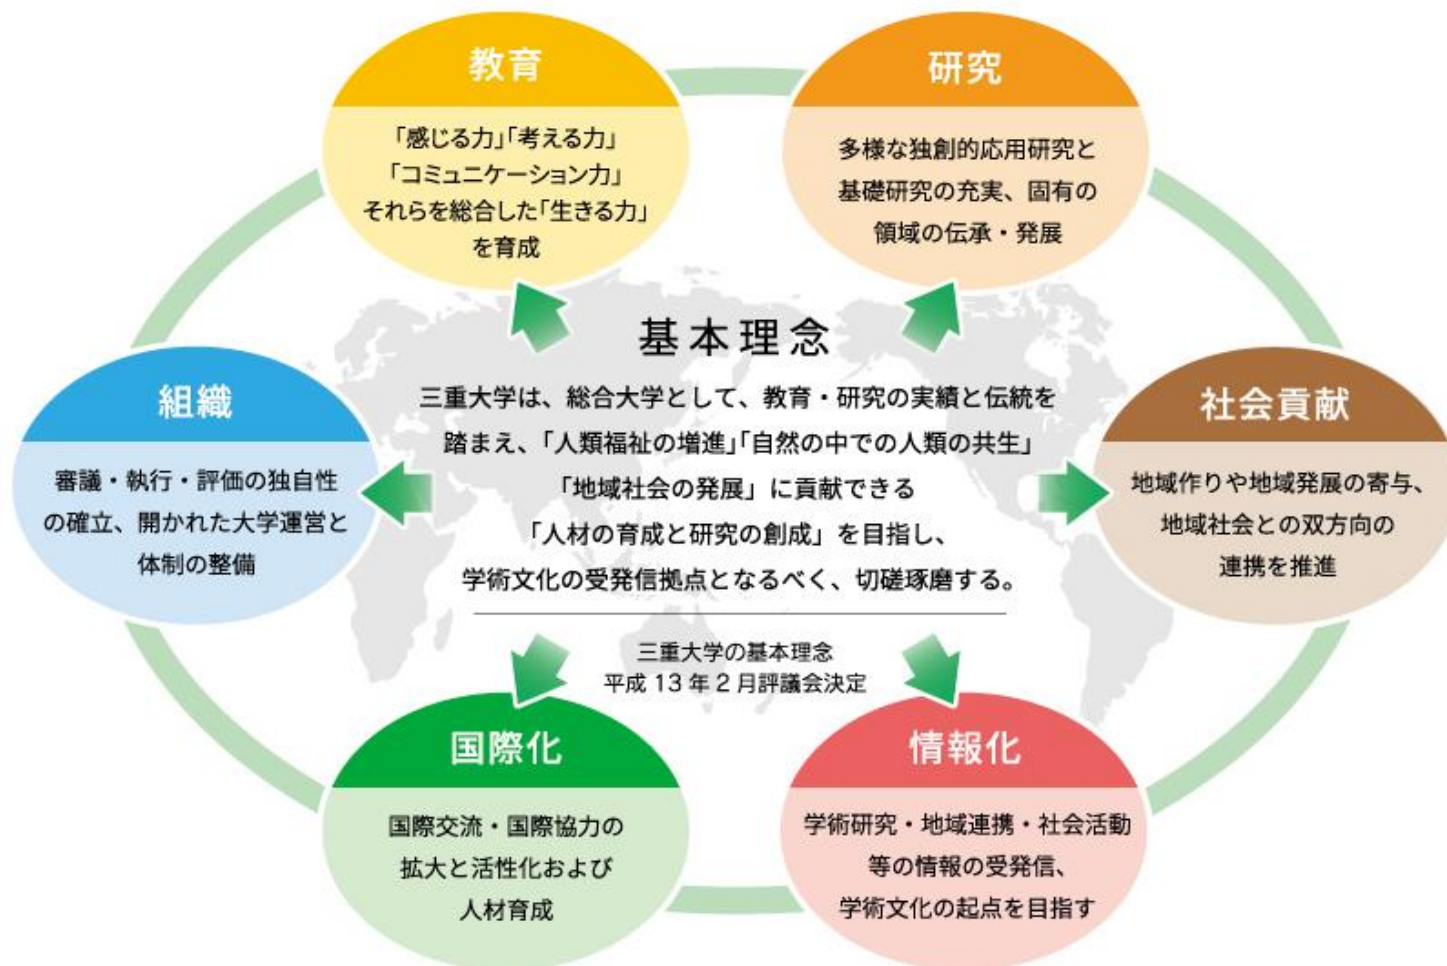 教育
「感じる力」「考える力」
「コミュニケーション力」
それらを総合した「生きる力」
を育成
研究
多様な独創的応用研究と
基礎研究の充実、固有の
領域の伝承・発展
基本理念
三重大学は、総合大学として、教育・研究の実績と伝統を
踏まえ、「人類福祉の増進」「自然の中での人類の共生」
「地域社会の発展」に貢献できる
「人材の育成と研究の創成」を目指し、
学術文化の受発信拠点となるべく、切磋琢磨する。
三重大学の基本理念
平成 13 年 2 月評議会決定
組織
審議・執行・評価の独自性
の確立、開かれた大学運営と
体制の整備
社会貢献
地域作りや地域発展の寄与、
地域社会との双方向の
連携を推進
国際化
国際交流・国際協力の
拡大と活性化および
人材育成
情報化
学術研究・地域連携・社会活動
等の情報の受発信、
学術文化の起点を目指す